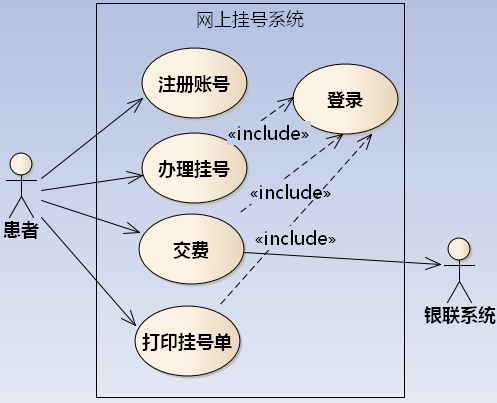 网上挂号系统
注册账号
登录
«include»
办理挂号
«include»
患者
交费
«include»
银联系统
打印挂号单